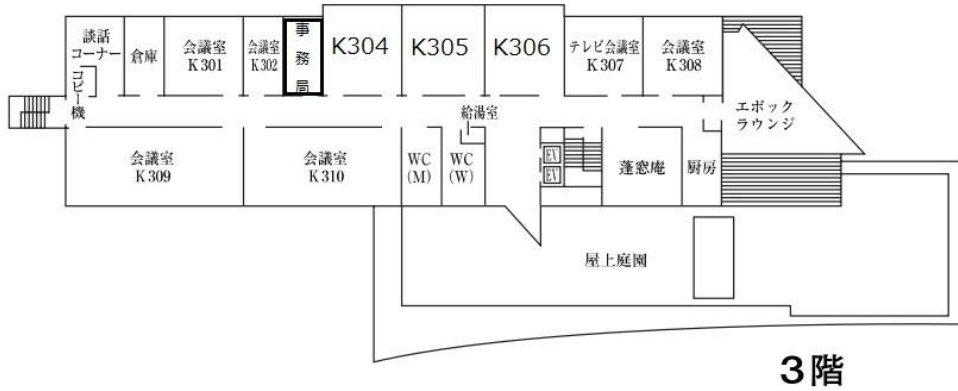 談話
コーナー
コピー機
倉庫
会議室
K301
会議室
K302
事務局
K304
K305
K306
テレビ会議室
K307
会議室
K308
エポック
ラウンジ
給湯室
会議室
K309
会議室
K310
WC
(M)
WC
(W)
EV
EV
蓬窓庵
厨房
屋上庭園
3階